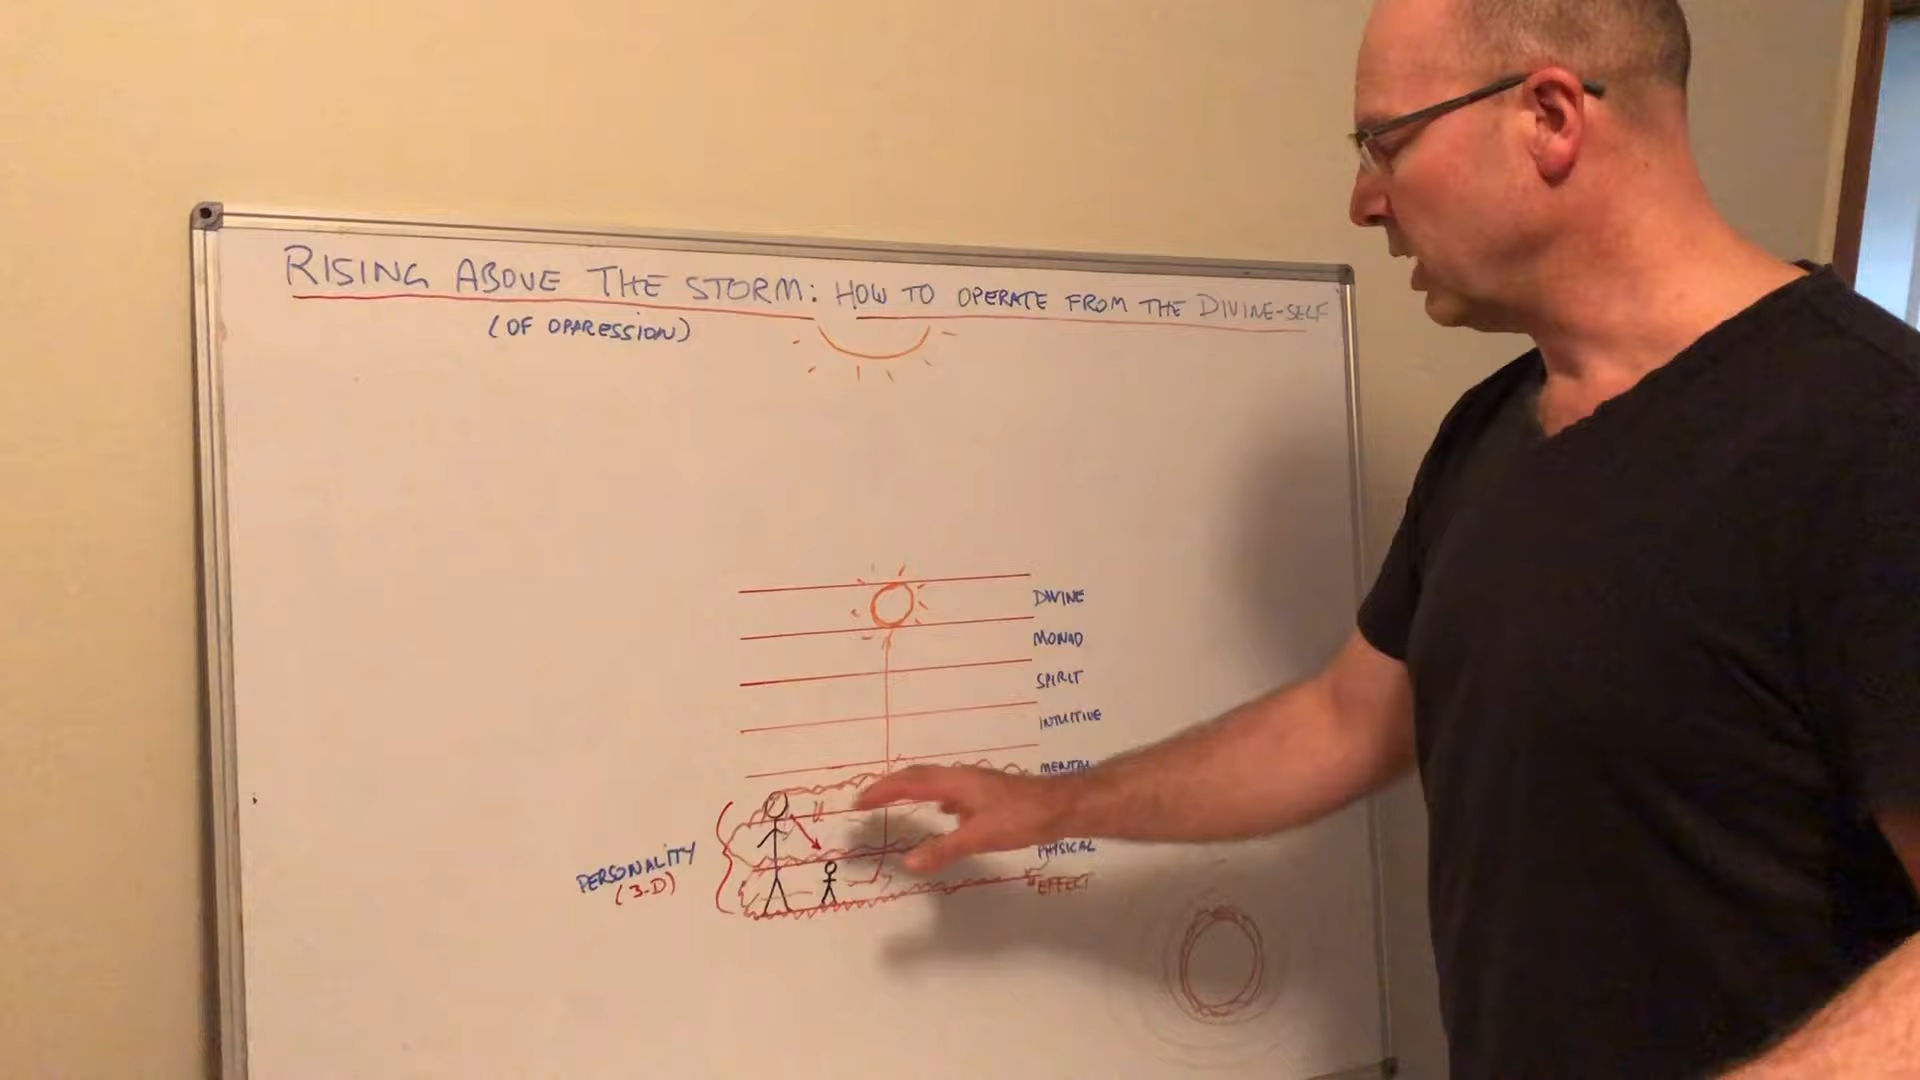 RISING ABOVE THE STORM: HOW TO OPERATE FROM THE DIVINE-SELF
(OF OPPRESSION)
DIVINE
MONAD
SPIRIT
INTUITIVE
MENTAL
PHYSICAL
EFFECT
PERSONALITY
(3-D)